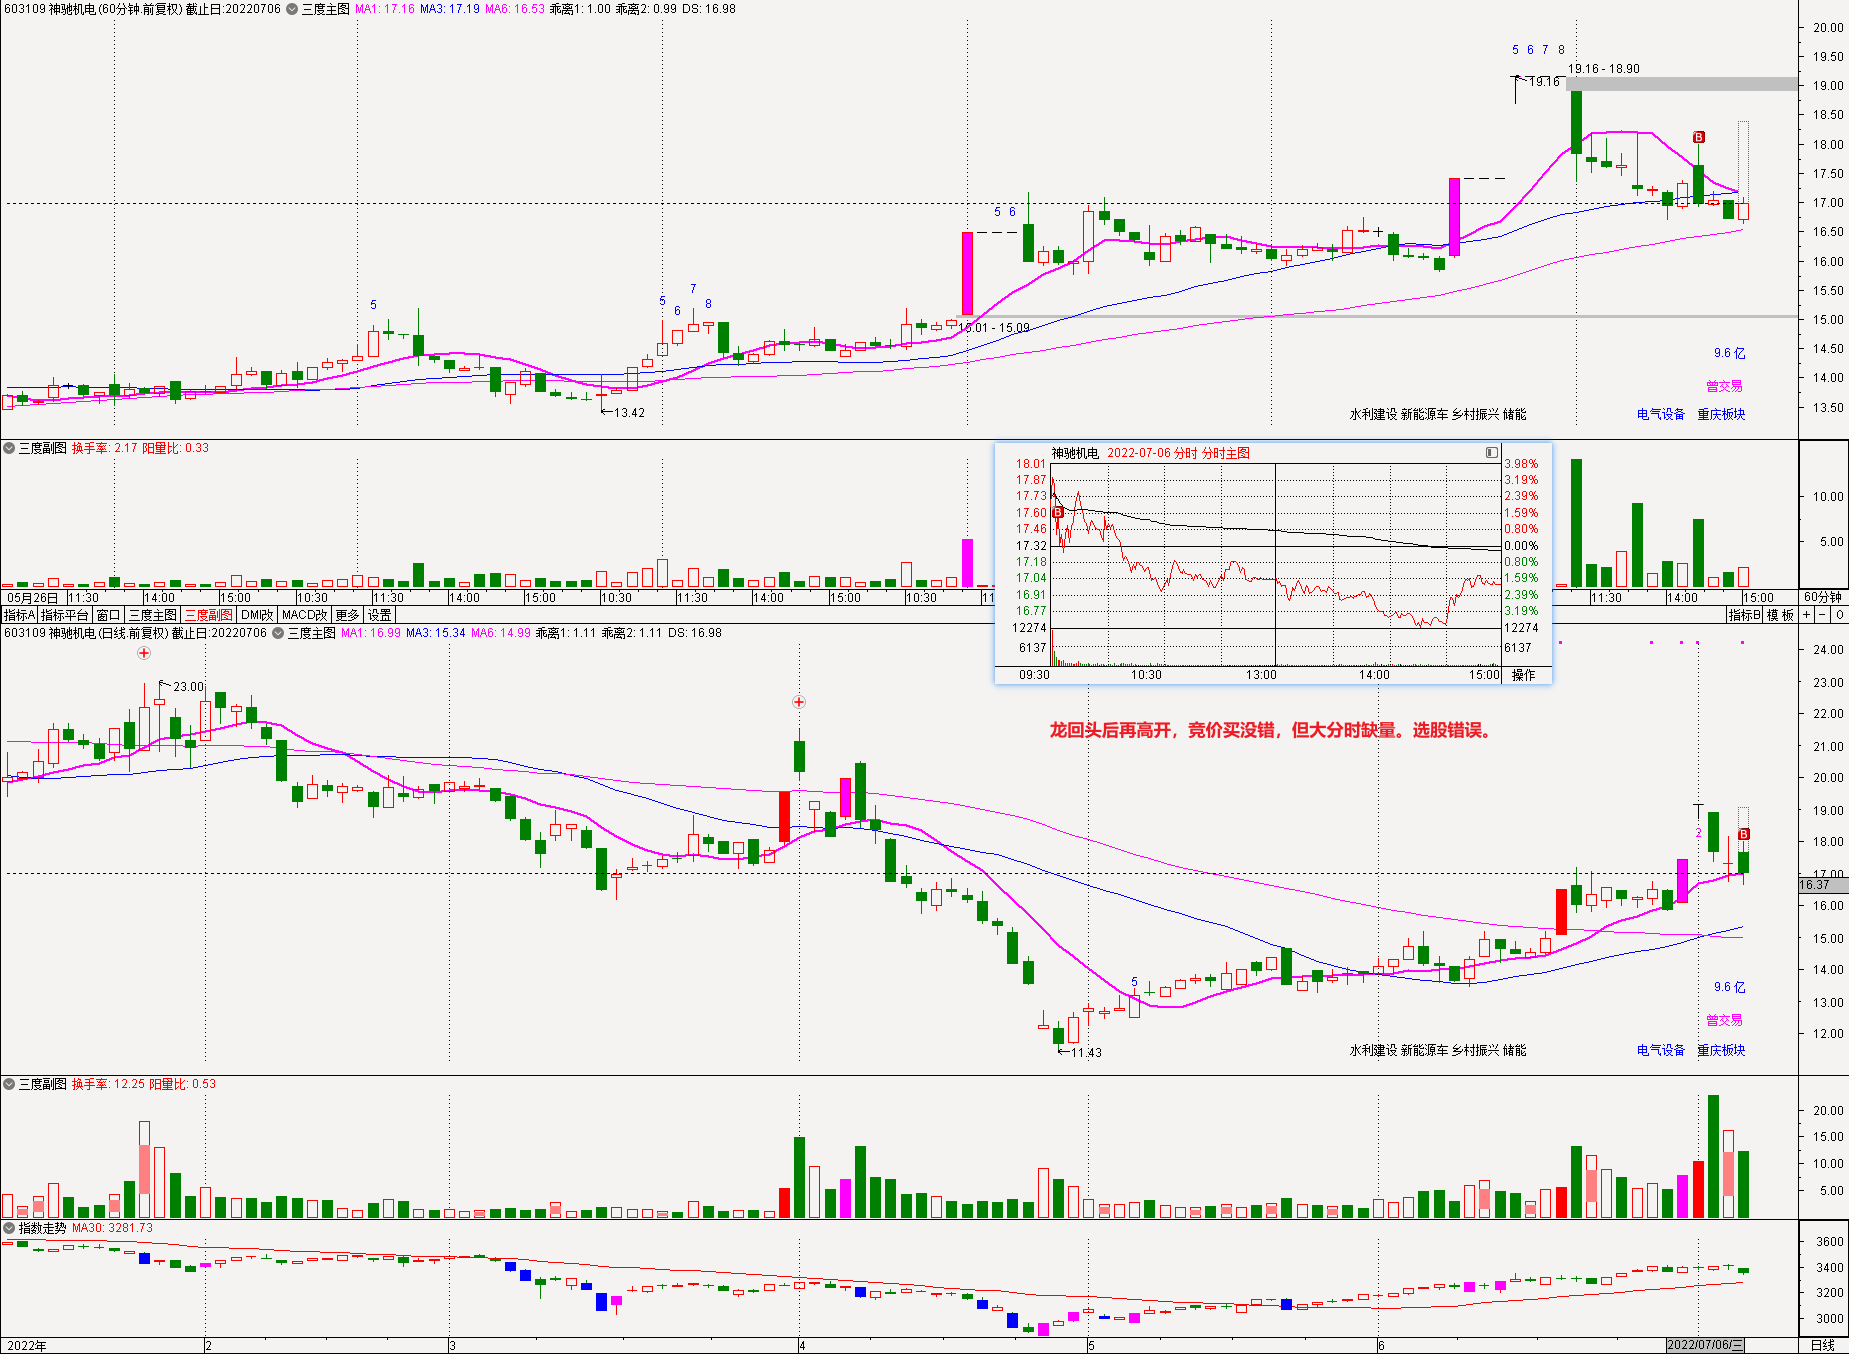 603109 神驰机电(60分钟.前复权) 截止日:20220706 三度主图 MA1: 17.16 MA3: 17.19 MA6: 16.53 乖离1: 1.00 乖离2: 0.99 DS: 16.98
20.00
5 6 7 8
19.50
19.16 - 18.90
19.16
19.00
18.50
B
18.00
17.50
17.00
5 6
16.50
16.00
15.50
5
5 6 7 8
15.01 - 15.09
15.00
14.50
9.6 亿
14.00
曾交易
13.42
13.50
水利建设 新能源车 乡村振兴 储能
电气设备 重庆板块
三度副图 换手率: 2.17 阳量比: 0.33
10.00
5.00
神驰机电 2022-07-06 分时 分时主图
18.01 3.98%
17.87 3.19%
17.73 2.39%
17.60 B 1.59%
17.46 0.80%
17.32 0.00%
17.18 0.80%
17.04 1.59%
16.91 2.39%
16.77 3.19%
12274 12274
6137 6137
09:30 10:30 13:00 14:00 15:00 操作
05月26日 11:30 14:00 15:00 10:30 11:30 14:00 15:00 10:30 11:30 14:00 15:00 10:30 11:30 14:00 15:00 60分钟
指标A 指标平台 窗口 三度主图 三度副图 DMI改 MACD改 更多 设置 指标B 模板 + − 0
603109 神驰机电(日线.前复权) 截止日:20220706 三度主图 MA1: 16.99 MA3: 15.34 MA6: 14.99 乖离1: 1.11 乖离2: 1.11 DS: 16.98
24.00
23.00
23.00
22.00
龙回头后再高开，竞价买没错，但大分时缺量。选股错误。
21.00
20.00
19.00
2
B
18.00
17.00
16.37
16.00
15.00
14.00
5
9.6 亿
13.00
曾交易
12.00
11.43
水利建设 新能源车 乡村振兴 储能
电气设备 重庆板块
三度副图 换手率: 12.25 阳量比: 0.53
20.00
15.00
10.00
5.00
指数走势 MA30: 3281.73
3600
3400
3200
3000
2022年 2 3 4 5 6 2022/07/06/三 日线